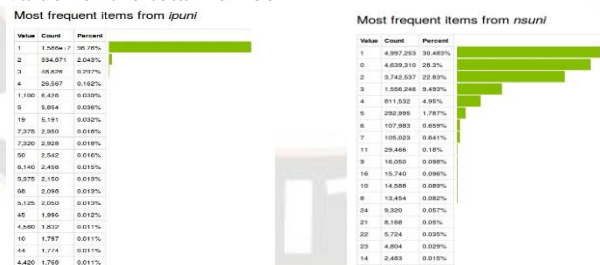 Most frequent items from ipuni
Value Count Percent
1 1.586e+7 96.76%
2 334,871 2.043%
3 48,626 0.297%
4 26,567 0.162%
1,100 6,426 0.039%
5 5,854 0.036%
19 5,191 0.032%
7,375 2,950 0.018%
7,320 2,928 0.018%
50 2,542 0.016%
6,140 2,456 0.015%
5,375 2,150 0.013%
68 2,098 0.013%
5,125 2,050 0.013%
45 1,996 0.012%
4,580 1,832 0.011%
10 1,797 0.011%
44 1,774 0.011%
4,420 1,768 0.011%
Most frequent items from nsuni
Value Count Percent
1 4,997,253 30.483%
0 4,639,310 28.3%
2 3,742,537 22.83%
3 1,556,246 9.493%
4 811,532 4.95%
5 292,995 1.787%
6 107,983 0.659%
7 105,023 0.641%
11 29,466 0.18%
9 16,050 0.098%
16 15,740 0.096%
10 14,588 0.089%
8 13,454 0.082%
24 9,320 0.057%
21 8,168 0.05%
22 5,724 0.035%
23 4,804 0.029%
14 2,483 0.015%